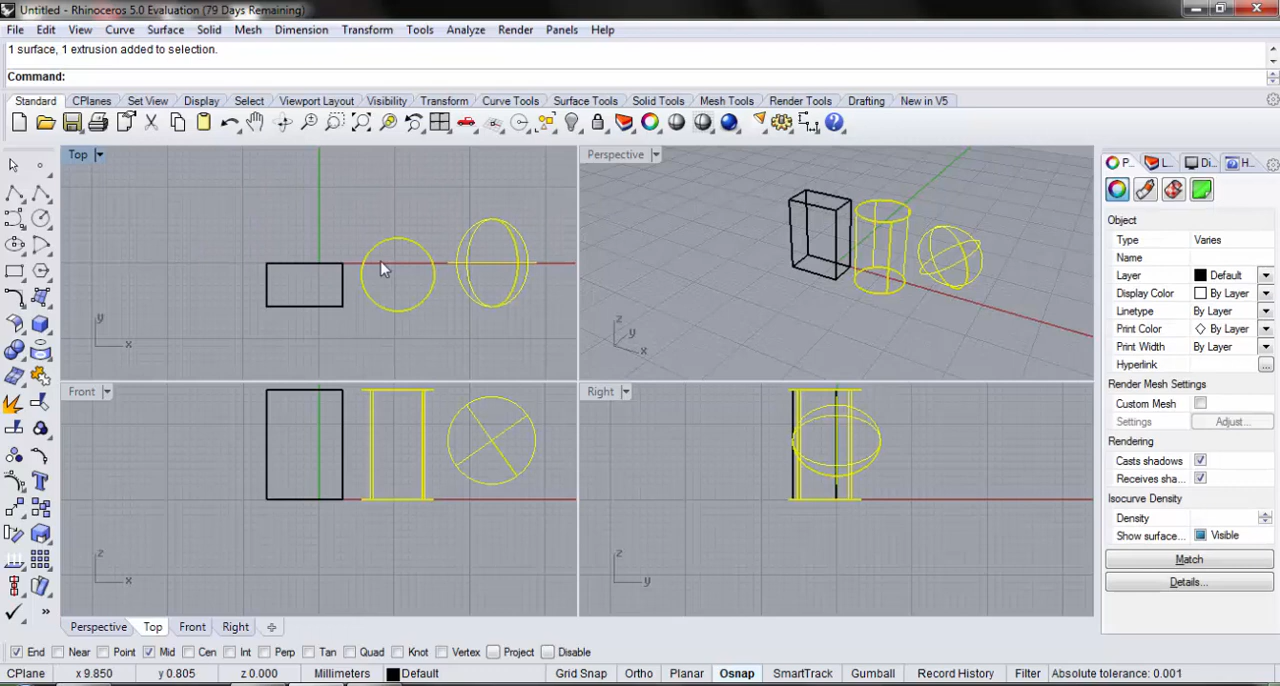 Untitled - Rhinoceros 5.0 Evaluation (79 Days Remaining)
File Edit View Curve Surface Solid Mesh Dimension Transform Tools Analyze Render Panels Help
1 surface, 1 extrusion added to selection.
Command:
Standard CPlanes Set View Display Select Viewport Layout Visibility Transform Curve Tools Surface Tools Solid Tools Mesh Tools Render Tools Drafting New in V5
Top
Perspective
P... L... Di... H...
Object
Type Varies
Name
Layer Default
Display Color By Layer
Linetype By Layer
Print Color By Layer
Print Width By Layer
Hyperlink ...
y
x
z
y
x
Front
Right
Render Mesh Settings
Custom Mesh
Settings Adjust...
Rendering
Casts shadows
Receives sha...
Isocurve Density
Density
Show surface... Visible
Match
Details...
z
x
z
y
Perspective Top Front Right
End Near Point Mid Cen Int Perp Tan Quad Knot Vertex Project Disable
CPlane x 9.850 y 0.805 z 0.000 Millimeters Default Grid Snap Ortho Planar Osnap SmartTrack Gumball Record History Filter Absolute tolerance: 0.001